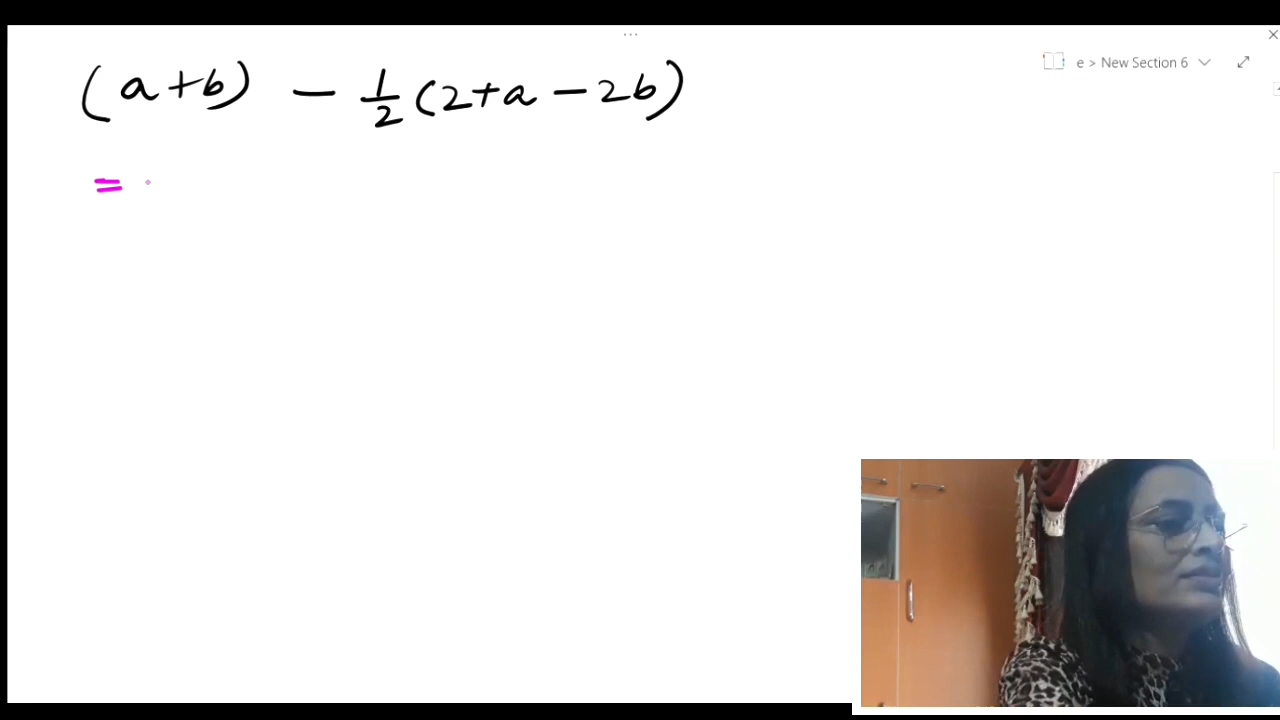 (a+b) − 1/2 (2+a−2b)
=
e > New Section 6